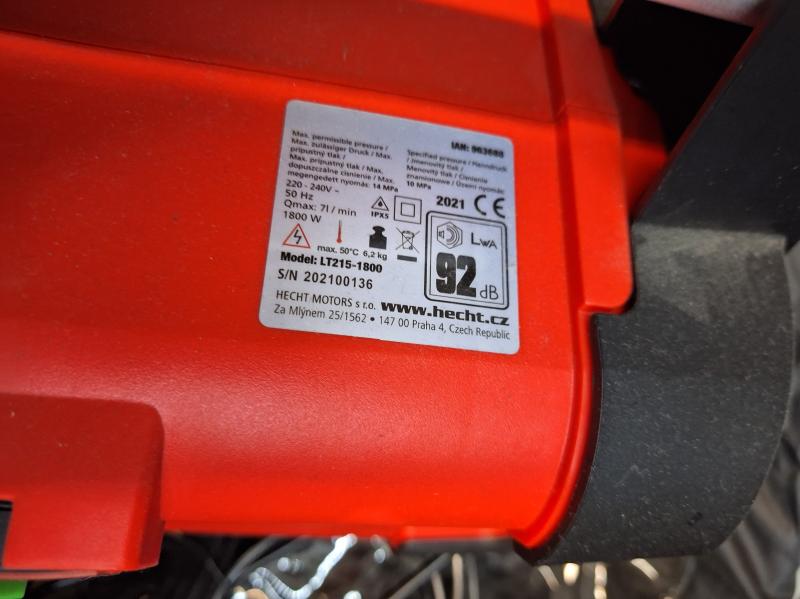 IAN: 903698
Max. permissible pressure /
Max. zulässiger Druck / Max.
přípustný tlak /
Max. prípustný tlak / Max.
dopuszczalne cisnienie / Max.
megengedett nyomás: 14 MPa
Specified pressure / Nenndruck
/ Jmenovitý tlak /
Menovitý tlak / Cisnienie
znamionowe / Üzemi nyomás:
10 MPa
220 - 240V ~
50 Hz
Qmax: 7l / min
1800 W
IPX5
2021 CE
max. 50°C 6,2 kg
LWA
92 dB
Model: LT215-1800
S/N 202100136
HECHT MOTORS s r.o. www.hecht.cz
Za Mlýnem 25/1562 • 147 00 Praha 4, Czech Republic